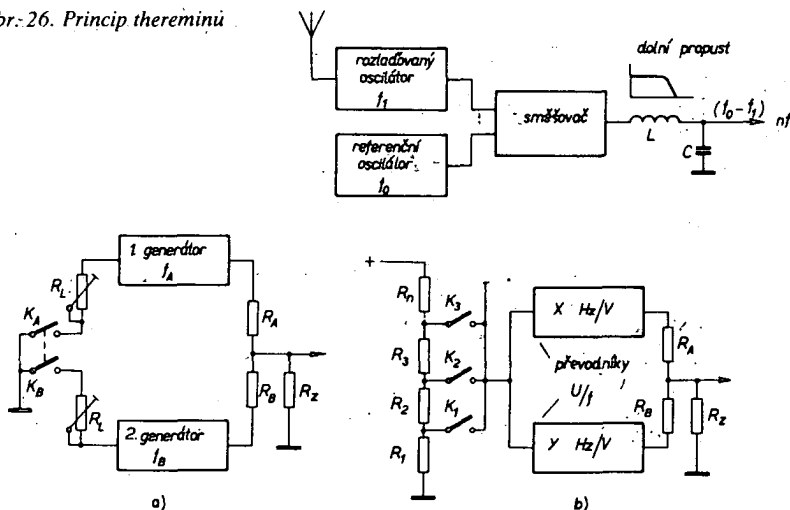 br. 26. Princip thereminu
rozlaďovaný
oscilátor
f1
referenční
oscilátor
f0
směšovač
dolní propust
L
(f0-f1)
nf
C
1. generátor
fA
RL
KA
KB
RL
RA
RB
RZ
2. generátor
fB
a)
+
Rn
K3
R3
K2
R2
K1
R1
X Hz/V
převodníky
U/f
Y Hz/V
RA
RB
RZ
b)